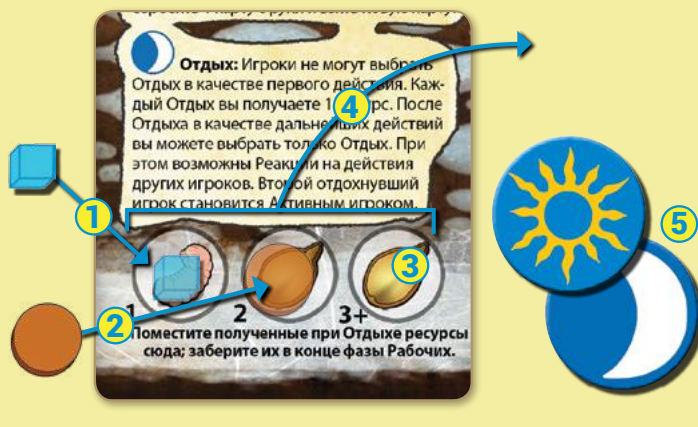 Отдых: Игроки не могут выбрать
Отдых в качестве первого действия. Каж-
дый Отдых вы получаете 1
После
Отдыха в качестве дальнейших действий
вы можете выбрать только Отдых. При
этом возможны Реакции на действия
других игроков. Второй отдохнувший
игрок становится Активным игроком.
4
1
5
3
2
1
2
3+
Поместите полученные при Отдыхе ресурсы
сюда; заберите их в конце фазы Рабочих.